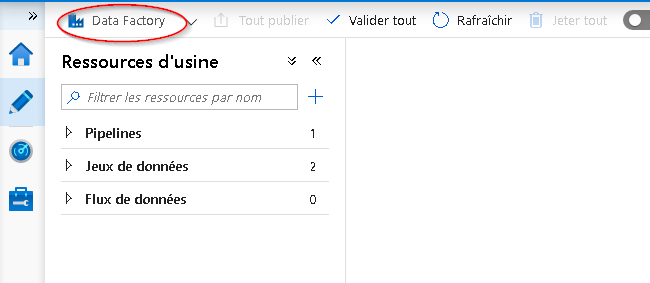 » Data Factory Tout publier Valider tout Rafraîchir Jeter tout
Ressources d'usine
Filtrer les ressources par nom
Pipelines 1
Jeux de données 2
Flux de données 0